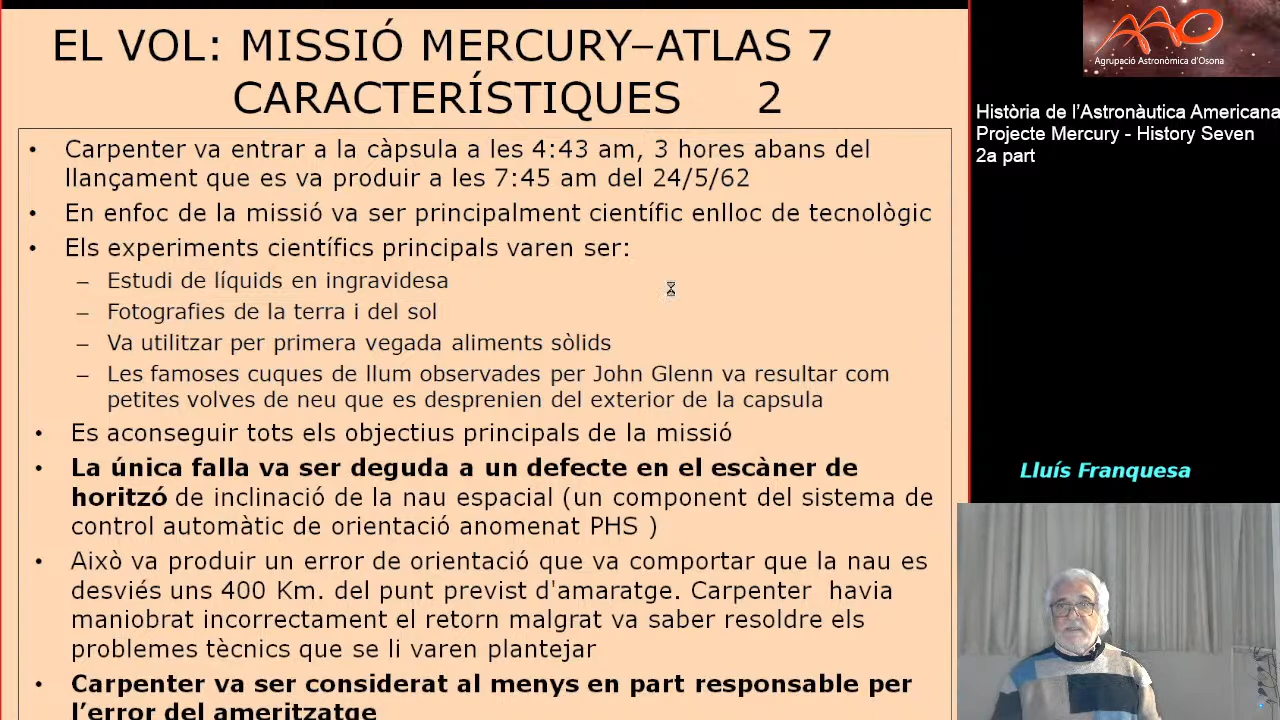 EL VOL: MISSIÓ MERCURY–ATLAS 7
CARACTERÍSTIQUES 2
• Carpenter va entrar a la càpsula a les 4:43 am, 3 hores abans del
llançament que es va produir a les 7:45 am del 24/5/62
• En enfoc de la missió va ser principalment científic enlloc de tecnològic
• Els experiments científics principals varen ser:
– Estudi de líquids en ingravidesa
– Fotografies de la terra i del sol
– Va utilitzar per primera vegada aliments sòlids
– Les famoses cuques de llum observades per John Glenn va resultar com
petites volves de neu que es desprenien del exterior de la capsula
• Es aconseguir tots els objectius principals de la missió
• La única falla va ser deguda a un defecte en el escàner de
horitzó de inclinació de la nau espacial (un component del sistema de
control automàtic de orientació anomenat PHS )
• Això va produir un error de orientació que va comportar que la nau es
desviés uns 400 Km. del punt previst d'amaratge. Carpenter havia
maniobrat incorrectament el retorn malgrat va saber resoldre els
problemes tècnics que se li varen plantejar
• Carpenter va ser considerat al menys en part responsable per
l’error del ameritzatge
AAO
Agrupació Astronòmica d’Osona
Història de l’Astronàutica Americana
Projecte Mercury - History Seven
2a part
Lluís Franquesa